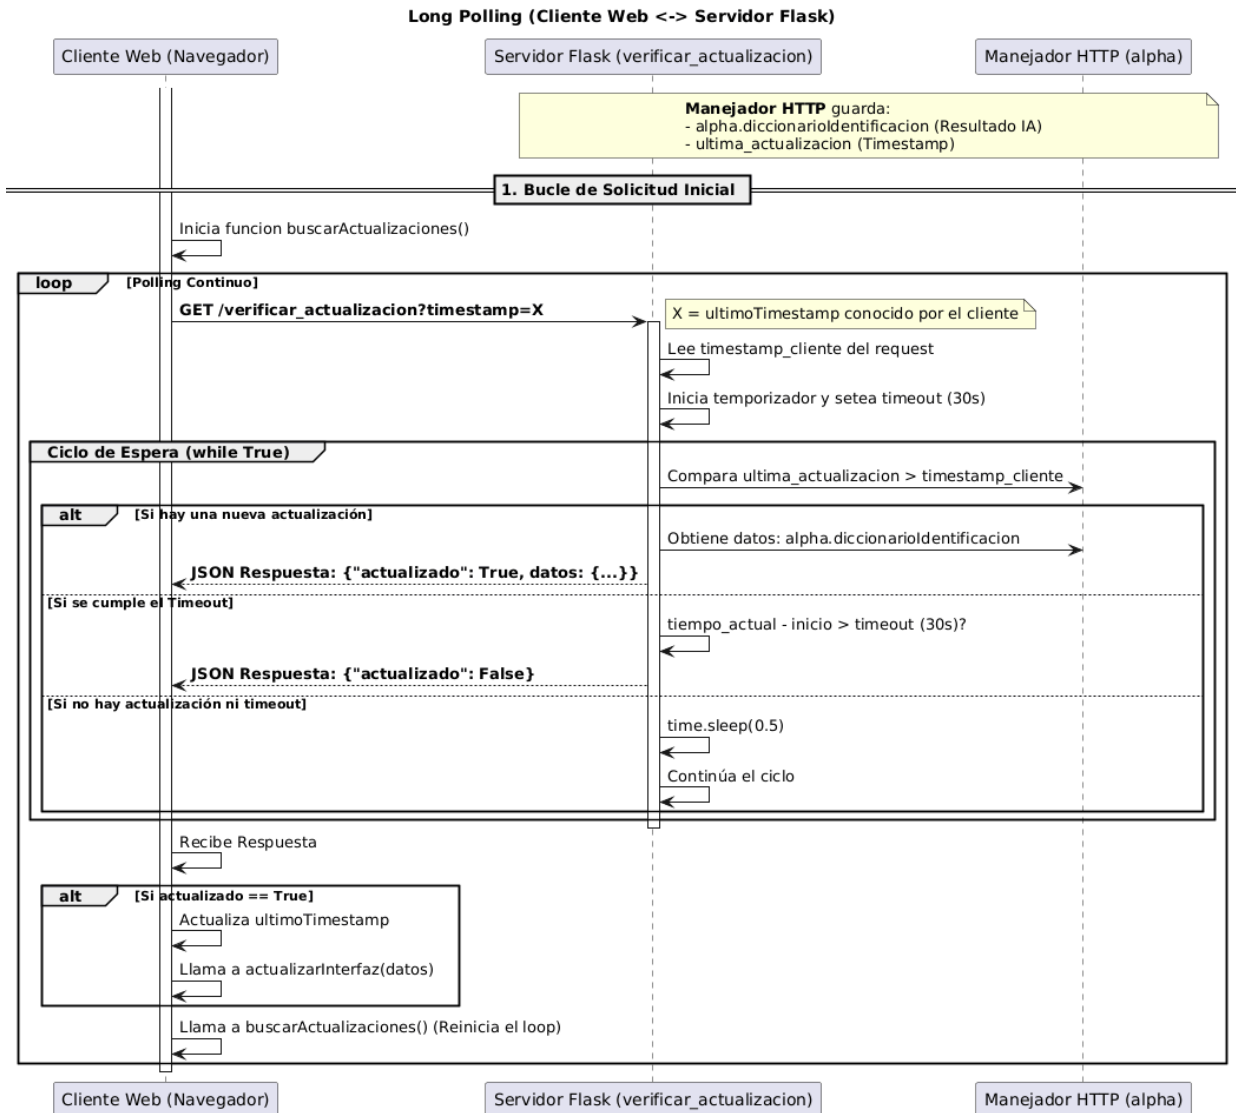 Long Polling (Cliente Web <-> Servidor Flask)
Cliente Web (Navegador)
Servidor Flask (verificar_actualizacion)
Manejador HTTP (alpha)
Manejador HTTP guarda:
- alpha.diccionarioIdentificacion (Resultado IA)
- ultima_actualizacion (Timestamp)
1. Bucle de Solicitud Inicial
Inicia funcion buscarActualizaciones()
loop
[Polling Continuo]
GET /verificar_actualizacion?timestamp=X
X = ultimoTimestamp conocido por el cliente
Lee timestamp_cliente del request
Inicia temporizador y setea timeout (30s)
Ciclo de Espera (while True)
Compara ultima_actualizacion > timestamp_cliente
alt
[Si hay una nueva actualización]
Obtiene datos: alpha.diccionarioIdentificacion
JSON Respuesta: {"actualizado": True, datos: {...}}
[Si se cumple el Timeout]
tiempo_actual - inicio > timeout (30s)?
JSON Respuesta: {"actualizado": False}
[Si no hay actualización ni timeout]
time.sleep(0.5)
Continúa el ciclo
Recibe Respuesta
alt
[Si actualizado == True]
Actualiza ultimoTimestamp
Llama a actualizarInterfaz(datos)
Llama a buscarActualizaciones() (Reinicia el loop)
Cliente Web (Navegador)
Servidor Flask (verificar_actualizacion)
Manejador HTTP (alpha)